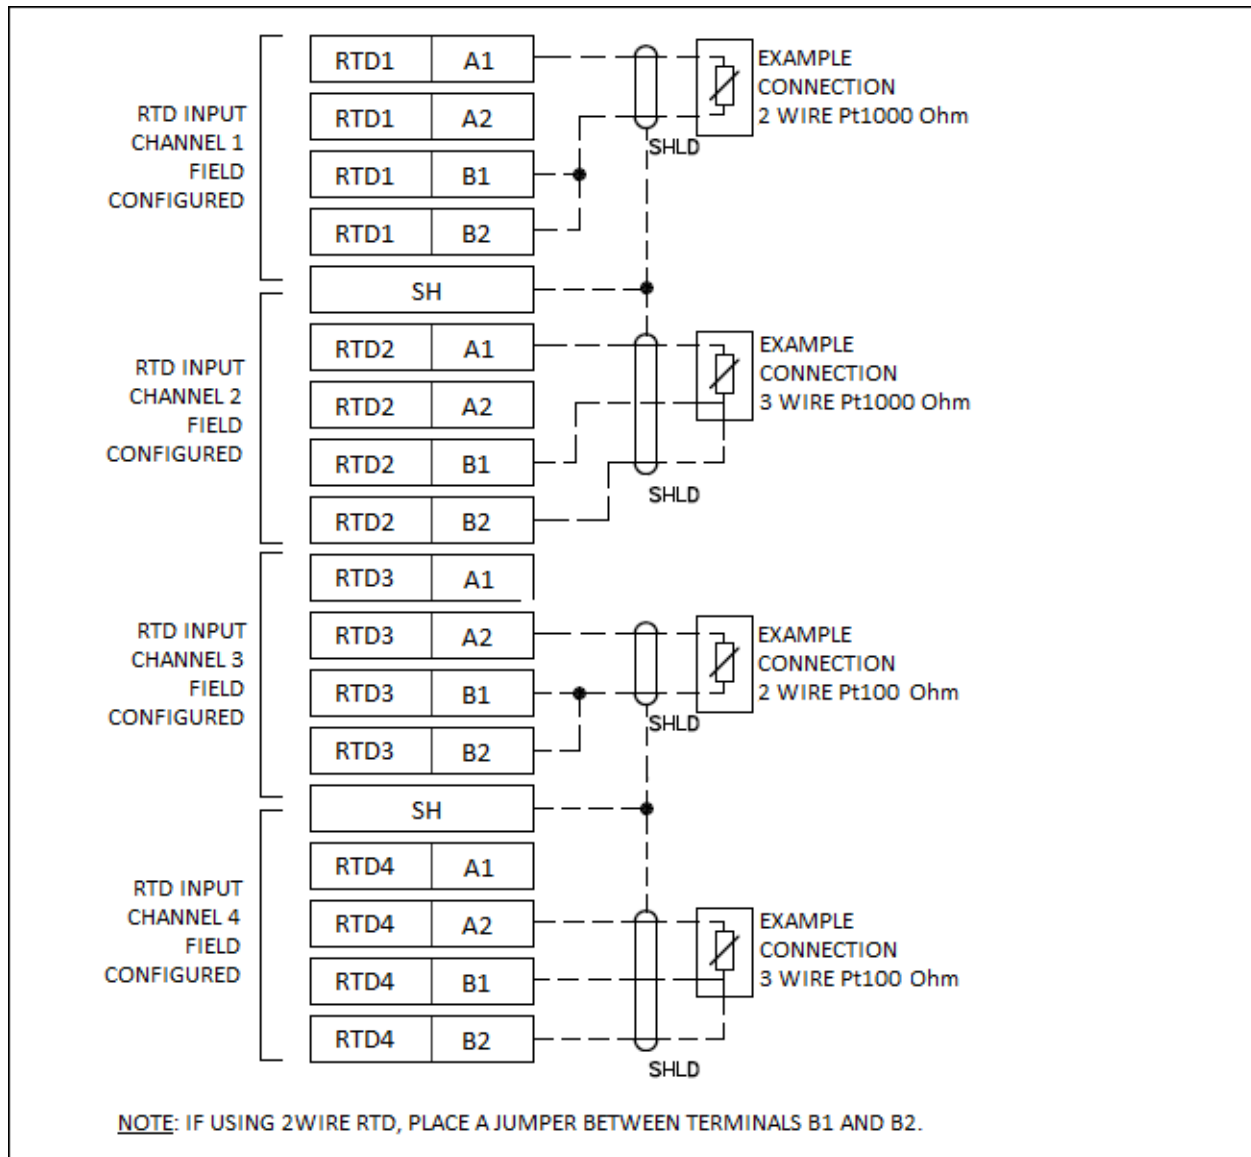 RTD INPUT
CHANNEL 1
FIELD
CONFIGURED
RTD1 A1
RTD1 A2
RTD1 B1
RTD1 B2
SH
SHLD
EXAMPLE
CONNECTION
2 WIRE Pt1000 Ohm
RTD INPUT
CHANNEL 2
FIELD
CONFIGURED
RTD2 A1
RTD2 A2
RTD2 B1
RTD2 B2
SHLD
EXAMPLE
CONNECTION
3 WIRE Pt1000 Ohm
RTD INPUT
CHANNEL 3
FIELD
CONFIGURED
RTD3 A1
RTD3 A2
RTD3 B1
RTD3 B2
SH
SHLD
EXAMPLE
CONNECTION
2 WIRE Pt100 Ohm
RTD INPUT
CHANNEL 4
FIELD
CONFIGURED
RTD4 A1
RTD4 A2
RTD4 B1
RTD4 B2
SHLD
EXAMPLE
CONNECTION
3 WIRE Pt100 Ohm
NOTE: IF USING 2WIRE RTD, PLACE A JUMPER BETWEEN TERMINALS B1 AND B2.